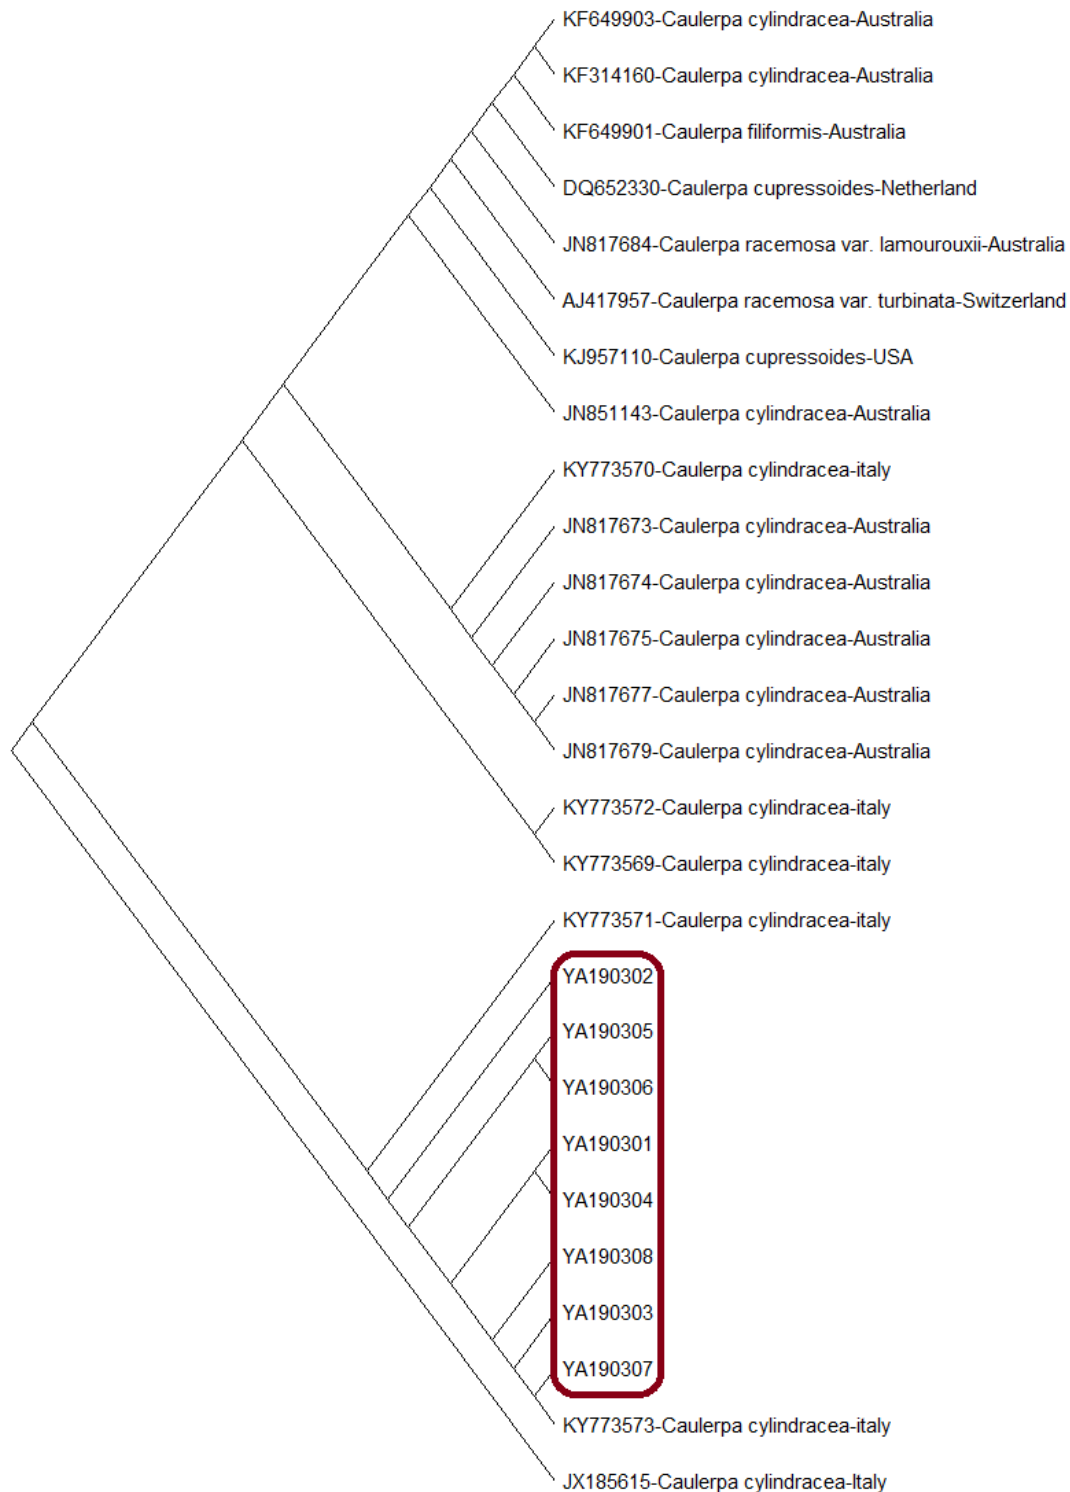 KF649903-Caulerpa cylindracea-Australia
KF314160-Caulerpa cylindracea-Australia
KF649901-Caulerpa filiformis-Australia
DQ652330-Caulerpa cupressoides-Netherland
JN817684-Caulerpa racemosa var. lamourouxii-Australia
AJ417957-Caulerpa racemosa var. turbinata-Switzerland
KJ957110-Caulerpa cupressoides-USA
JN851143-Caulerpa cylindracea-Australia
KY773570-Caulerpa cylindracea-italy
JN817673-Caulerpa cylindracea-Australia
JN817674-Caulerpa cylindracea-Australia
JN817675-Caulerpa cylindracea-Australia
JN817677-Caulerpa cylindracea-Australia
JN817679-Caulerpa cylindracea-Australia
KY773572-Caulerpa cylindracea-italy
KY773569-Caulerpa cylindracea-italy
KY773571-Caulerpa cylindracea-italy
YA190302
YA190305
YA190306
YA190301
YA190304
YA190308
YA190303
YA190307
KY773573-Caulerpa cylindracea-italy
JX185615-Caulerpa cylindracea-Italy